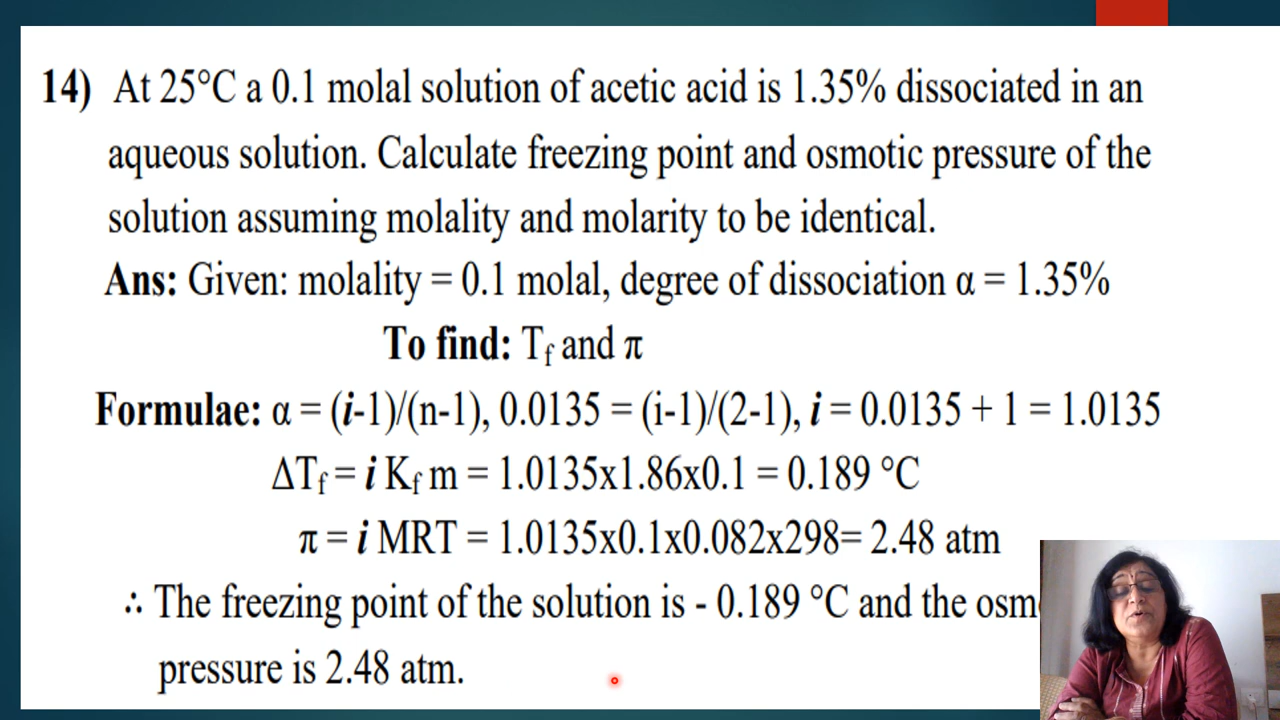 14) At 25°C a 0.1 molal solution of acetic acid is 1.35% dissociated in an
aqueous solution. Calculate freezing point and osmotic pressure of the
solution assuming molality and molarity to be identical.
Ans: Given: molality = 0.1 molal, degree of dissociation α = 1.35%
To find: Tf and π
Formulae: α = (i-1)/(n-1), 0.0135 = (i-1)/(2-1), i = 0.0135 + 1 = 1.0135
ΔTf = i Kf m = 1.0135x1.86x0.1 = 0.189 °C
π = i MRT = 1.0135x0.1x0.082x298= 2.48 atm
∴ The freezing point of the solution is - 0.189 °C and the
pressure is 2.48 atm.